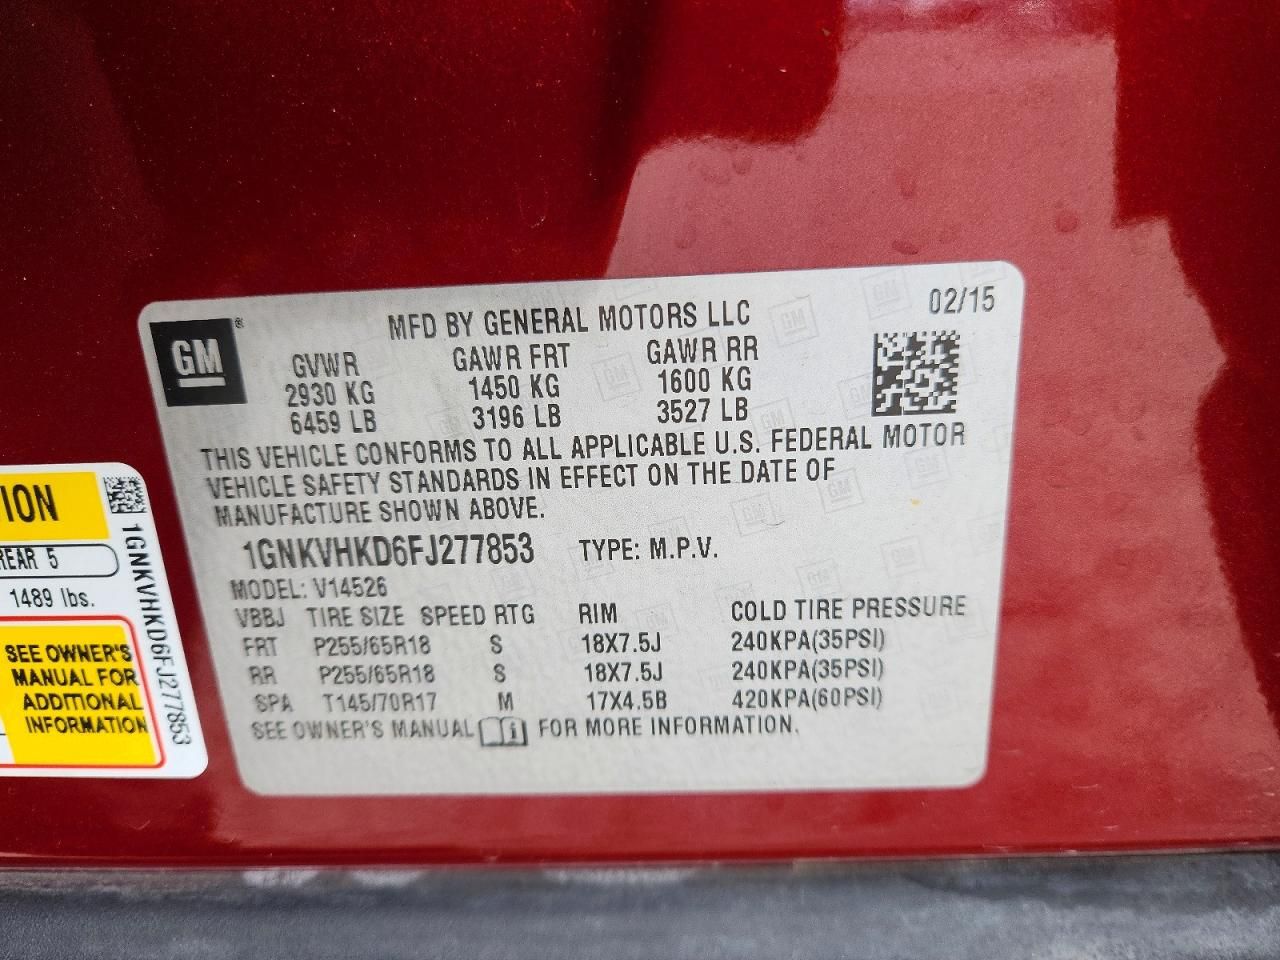 GM
®
MFD BY GENERAL MOTORS LLC
02/15
GVWR GAWR FRT GAWR RR
2930 KG 1450 KG 1600 KG
6459 LB 3196 LB 3527 LB
THIS VEHICLE CONFORMS TO ALL APPLICABLE U.S. FEDERAL MOTOR
VEHICLE SAFETY STANDARDS IN EFFECT ON THE DATE OF
MANUFACTURE SHOWN ABOVE.
1GNKVHKD6FJ277853 TYPE: M.P.V.
MODEL: V14526
VBBJ TIRE SIZE SPEED RTG RIM COLD TIRE PRESSURE
FRT P255/65R18 S 18X7.5J 240KPA(35PSI)
RR P255/65R18 S 18X7.5J 240KPA(35PSI)
SPA T145/70R17 M 17X4.5B 420KPA(60PSI)
SEE OWNER'S MANUAL FOR MORE INFORMATION.
ION
REAR 5
1489 lbs.
SEE OWNER'S
MANUAL FOR
ADDITIONAL
INFORMATION
1GNKVHKD6FJ277853